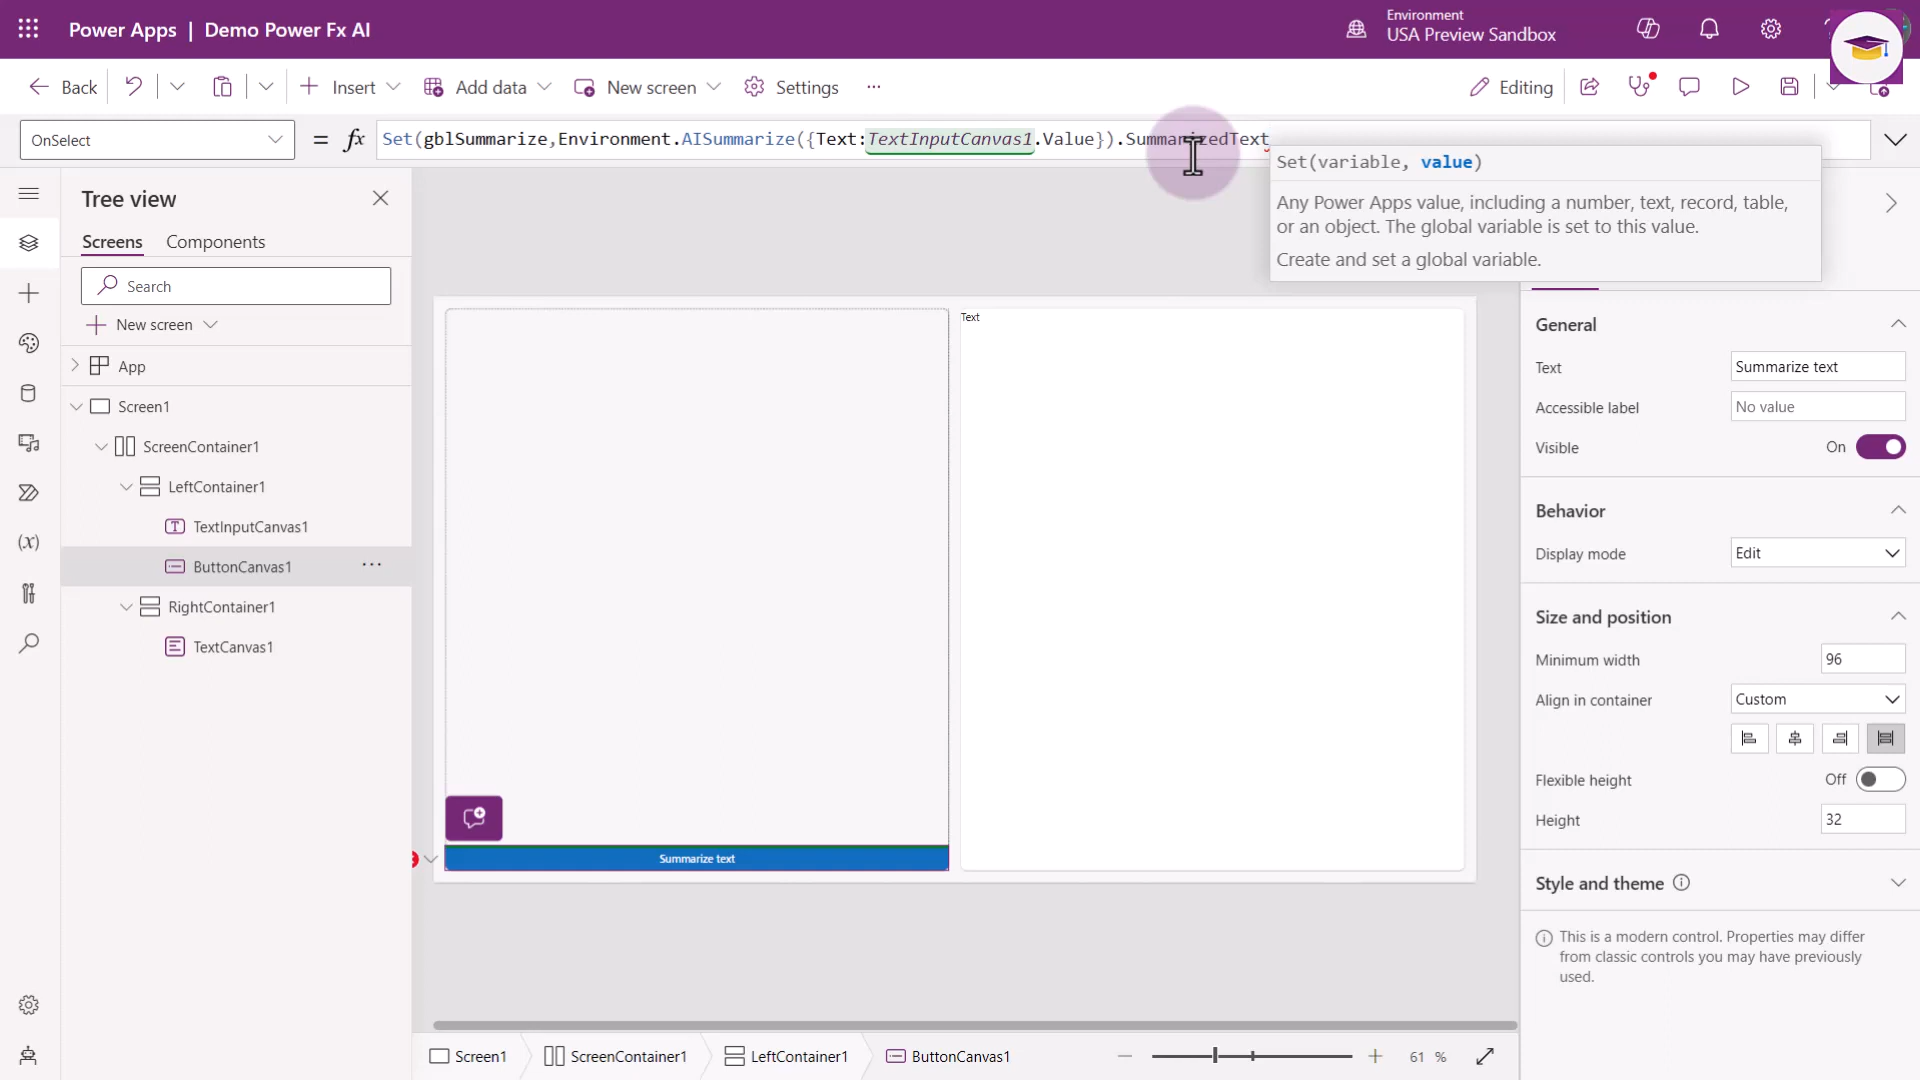 Power Apps | Demo Power Fx AI
Environment
USA Preview Sandbox
Back
Insert
Add data
New screen
Settings
Editing
OnSelect
= fx Set(gblSummarize,Environment.AISummarize({Text:TextInputCanvas1.Value}).SummarizedText
Set(variable, value)
Any Power Apps value, including a number, text, record, table,
or an object. The global variable is set to this value.
Create and set a global variable.
Tree view
Screens
Components
Search
New screen
App
Screen1
ScreenContainer1
LeftContainer1
TextInputCanvas1
ButtonCanvas1
RightContainer1
TextCanvas1
Text
Summarize text
General
Text
Summarize text
Accessible label
No value
Visible
On
Behavior
Display mode
Edit
Size and position
Minimum width
96
Align in container
Custom
Flexible height
Off
Height
32
Style and theme
This is a modern control. Properties may differ
from classic controls you may have previously
used.
Screen1
ScreenContainer1
LeftContainer1
ButtonCanvas1
61 %